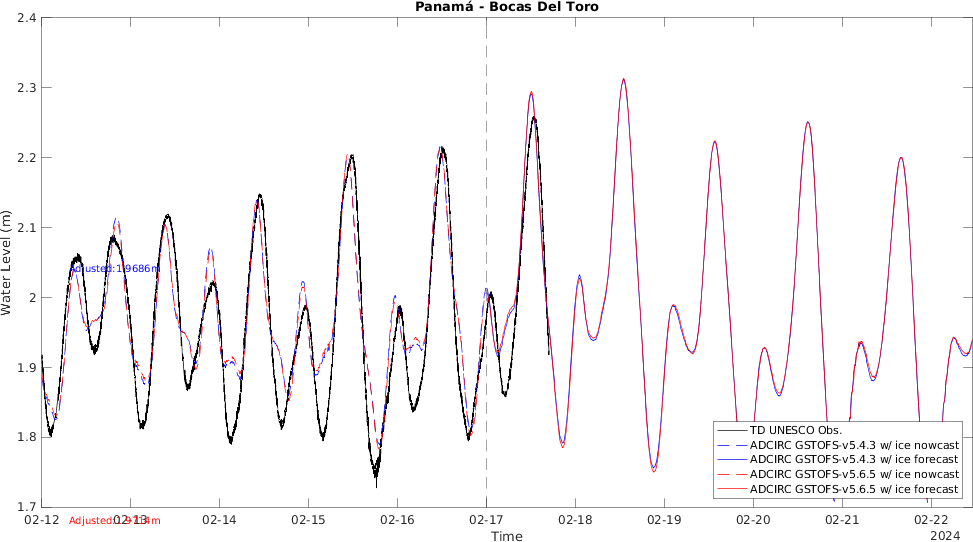 Panamá - Bocas Del Toro
2.4
2.3
2.2
2.1
2
1.9
1.8
1.7
Water Level (m)
Adjusted:1.9686m
TD UNESCO Obs.
ADCIRC GSTOFS-v5.4.3 w/ ice nowcast
ADCIRC GSTOFS-v5.4.3 w/ ice forecast
ADCIRC GSTOFS-v5.6.5 w/ ice nowcast
ADCIRC GSTOFS-v5.6.5 w/ ice forecast
02-12 02-13 02-14 02-15 02-16 02-17 02-18 02-19 02-20 02-21 02-22
Time
2024